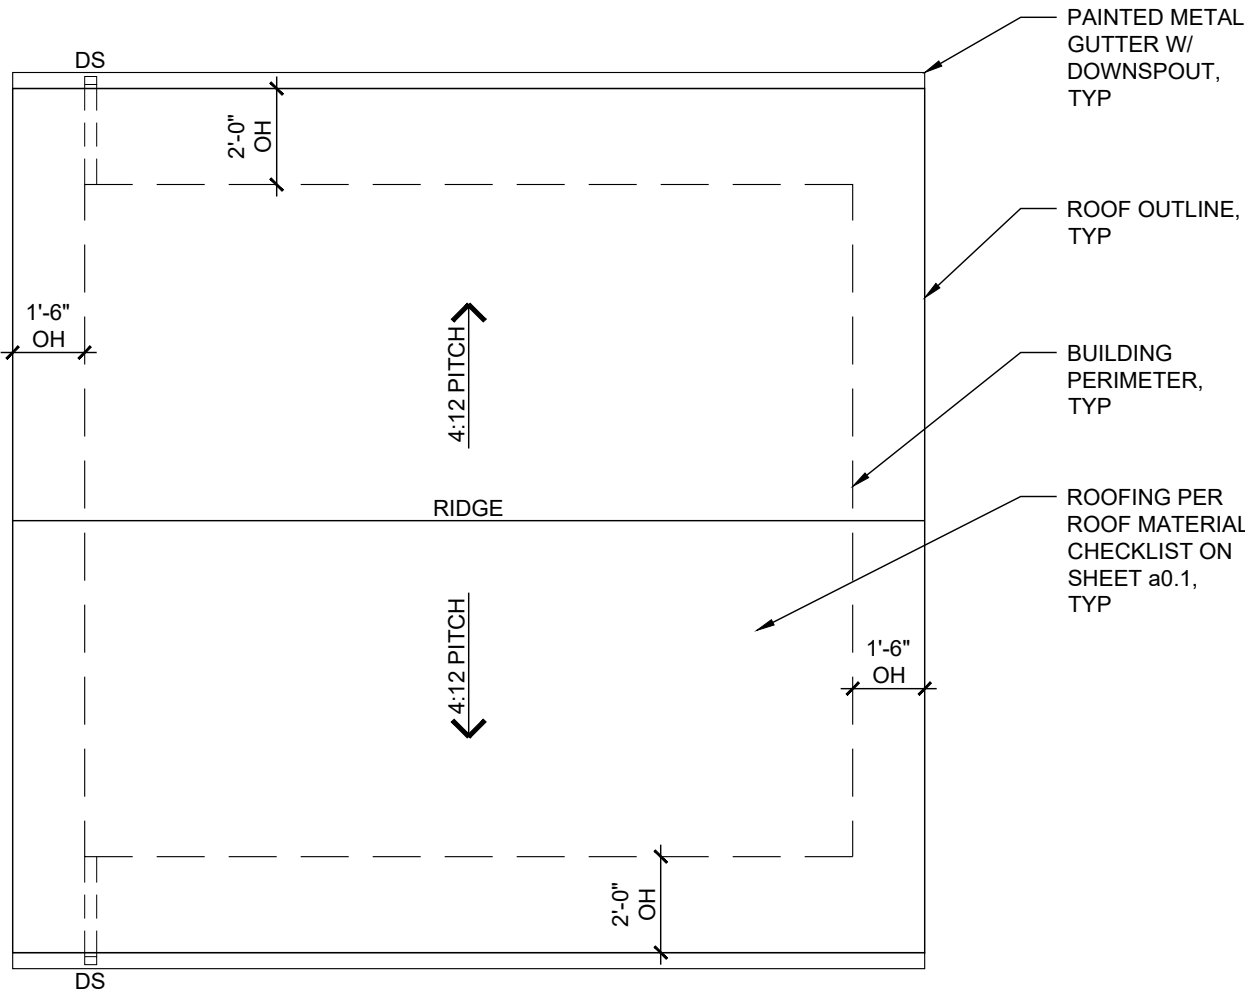 PAINTED METAL
GUTTER W/
DOWNSPOUT,
TYP
DS
2'-0"
OH
ROOF OUTLINE,
TYP
1'-6"
OH
4:12 PITCH
BUILDING
PERIMETER,
TYP
RIDGE
ROOFING PER
ROOF MATERIAL
CHECKLIST ON
SHEET a0.1,
TYP
4:12 PITCH
1'-6"
OH
2'-0"
OH
DS